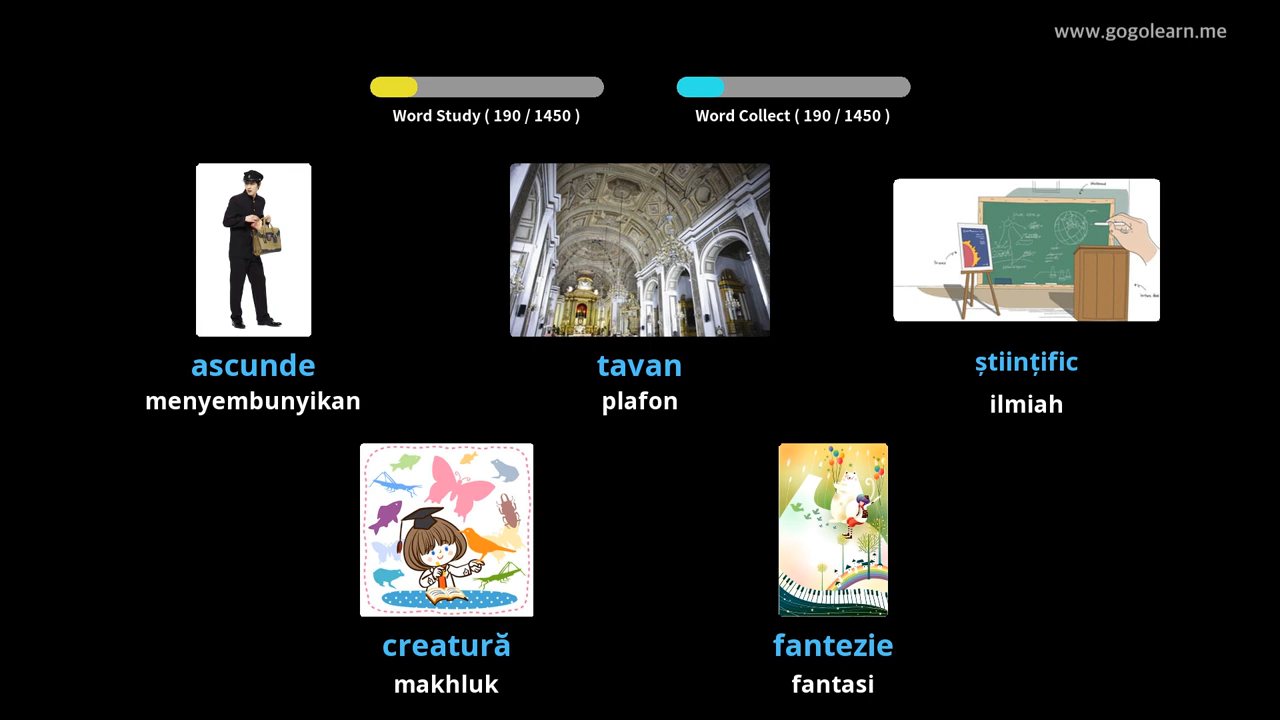 www.gogolearn.me
Word Study ( 190 / 1450 )
Word Collect ( 190 / 1450 )
ascunde
menyembunyikan
tavan
plafon
științific
ilmiah
creatură
makhluk
fantezie
fantasi